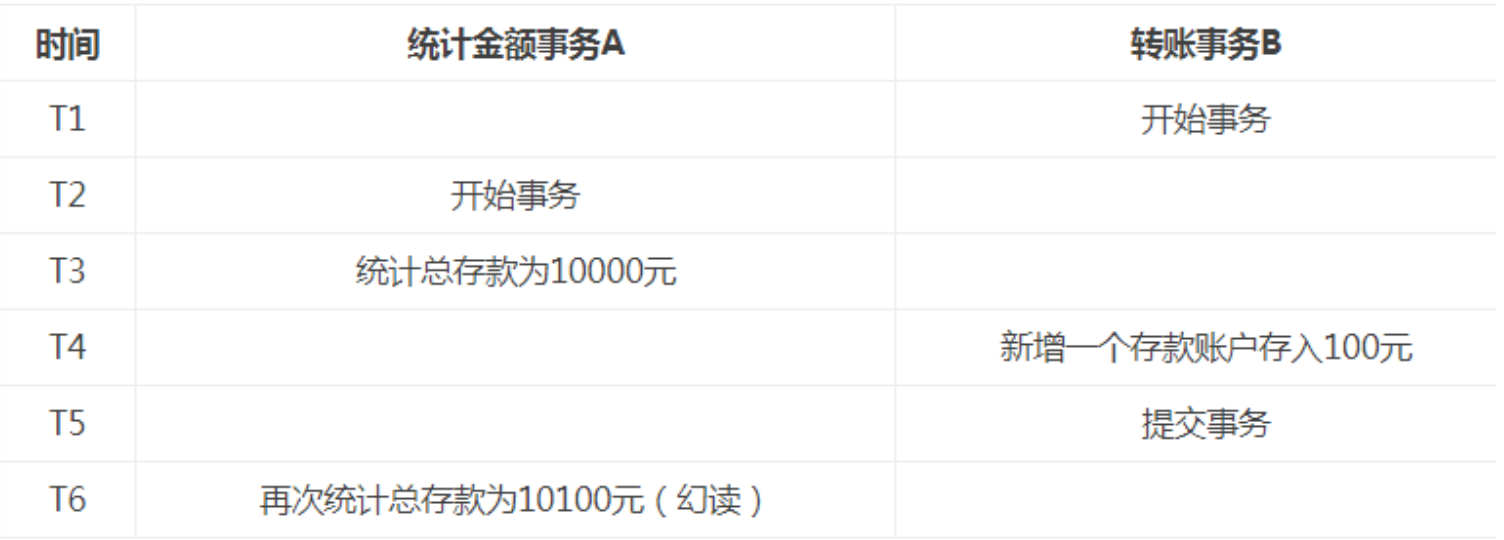 时间 统计金额事务A 转账事务B
T1 开始事务
T2 开始事务
T3 统计总存款为10000元
T4 新增一个存款账户存入100元
T5 提交事务
T6 再次统计总存款为10100元（幻读）